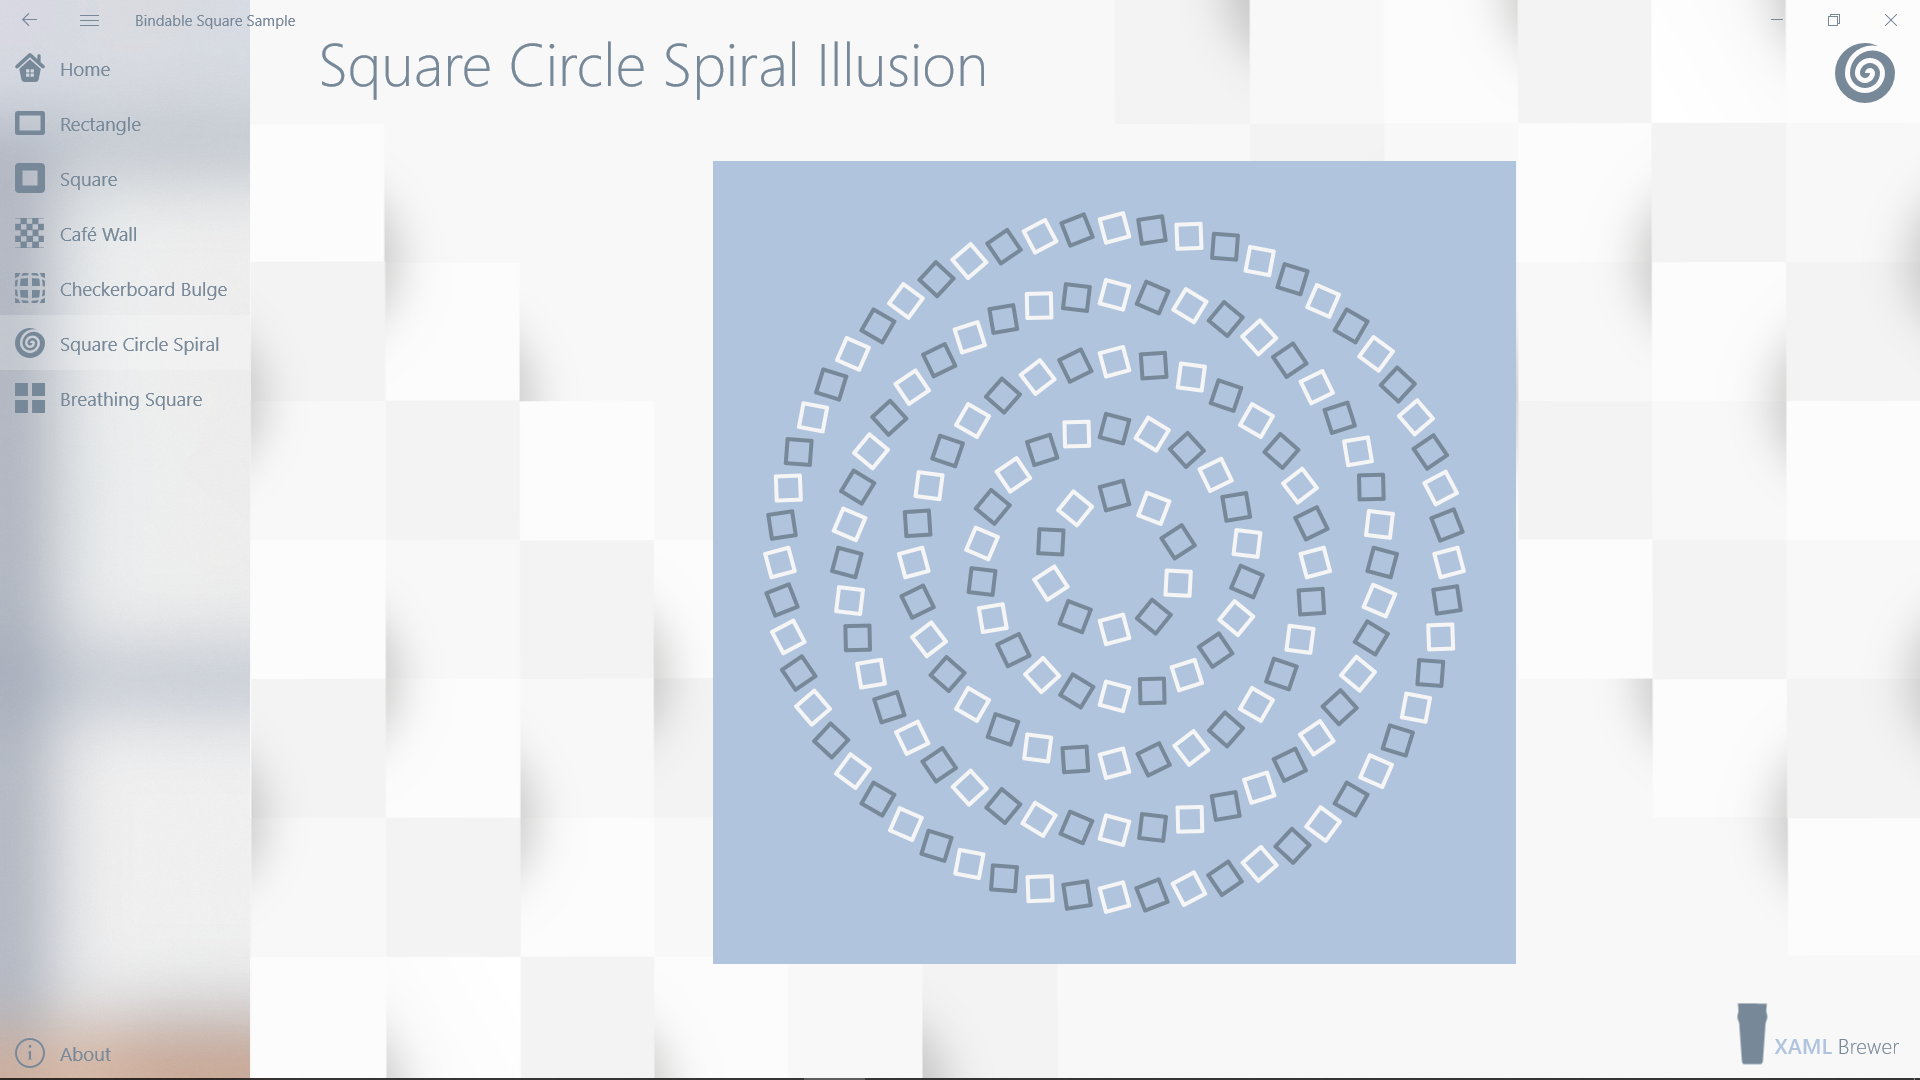 Bindable Square Sample
Square Circle Spiral Illusion
Home
Rectangle
Square
Café Wall
Checkerboard Bulge
Square Circle Spiral
Breathing Square
About
XAML Brewer